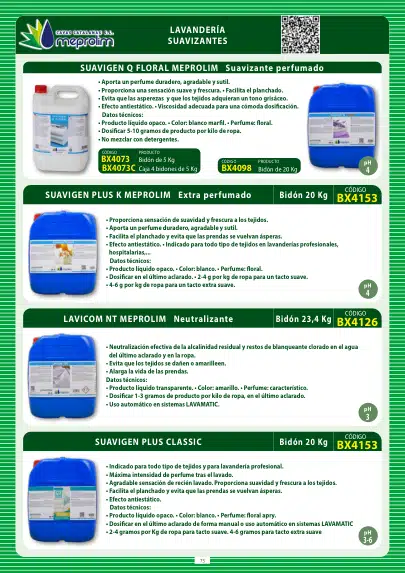 CUPER CATALANAS S.L.
meprolim
LAVANDERÍA
SUAVIZANTES
SUAVIGEN Q FLORAL MEPROLIM Suavizante perfumado
• Aporta un perfume duradero, agradable y sutil.
• Proporciona una sensación suave y frescura. • Facilita el planchado.
• Evita que las asperezas y que los tejidos adquieran un tono grisáceo.
• Efecto antiestático. • Viscosidad adecuada para una cómoda dosificación.
Datos técnicos:
• Producto líquido opaco. • Color: blanco marfil. • Perfume: floral.
• Dosificar 5-10 gramos de producto por kilo de ropa.
• No mezclar con detergentes.
CÓDIGO PRODUCTO
BX4073 Bidón de 5 Kg
BX4073C Caja 4 bidones de 5 Kg
CÓDIGO PRODUCTO
BX4098 Bidón de 20 Kg
pH
4
SUAVIGEN PLUS K MEPROLIM Extra perfumado Bidón 20 Kg CÓDIGO
BX4153
• Proporciona sensación de suavidad y frescura a los tejidos.
• Aporta un perfume duradero, agradable y sutil.
• Facilita el planchado y evita que las prendas se vuelvan ásperas.
• Efecto antiestático. • Indicado para todo tipo de tejidos en lavanderías profesionales,
hospitalarias,...
Datos técnicos:
• Producto líquido opaco. • Color: blanco. • Perfume: floral.
• Dosificar en el último aclarado. • 2-4 g por kg de ropa para un tacto suave.
• 4-6 g por kg de ropa para un tacto extra suave.
pH
4
LAVICOM NT MEPROLIM Neutralizante Bidón 23,4 Kg CÓDIGO
BX4126
• Neutralización efectiva de la alcalinidad residual y restos de blanqueante clorado en el agua
del último aclarado y en la ropa.
• Evita que los tejidos se dañen o amarilleen.
• Alarga la vida de las prendas.
Datos técnicos:
• Producto líquido transparente. • Color: amarillo. • Perfume: característico.
• Dosificar 1-3 gramos de producto por kilo de ropa, en el último aclarado.
• Uso automático en sistemas LAVAMATIC.
pH
3
SUAVIGEN PLUS CLASSIC Bidón 20 Kg CÓDIGO
BX4153
• Indicado para todo tipo de tejidos y para lavandería profesional.
• Máxima intensidad de perfume tras el lavado.
• Agradable sensación de recién lavado. Proporciona suavidad y frescura a los tejidos.
• Facilita el planchado y evita que las prendas se vuelvan ásperas.
• Efecto antiestático.
Datos técnicos:
• Producto líquido opaco. • Color: blanco. • Perfume: floral apry.
• Dosificar en el último aclarado de forma manual o uso automático en sistemas LAVAMATIC
• 2-4 gramos por Kg de ropa para tacto suave. 4-6 gramos para tacto extra suave
pH
3-6
75